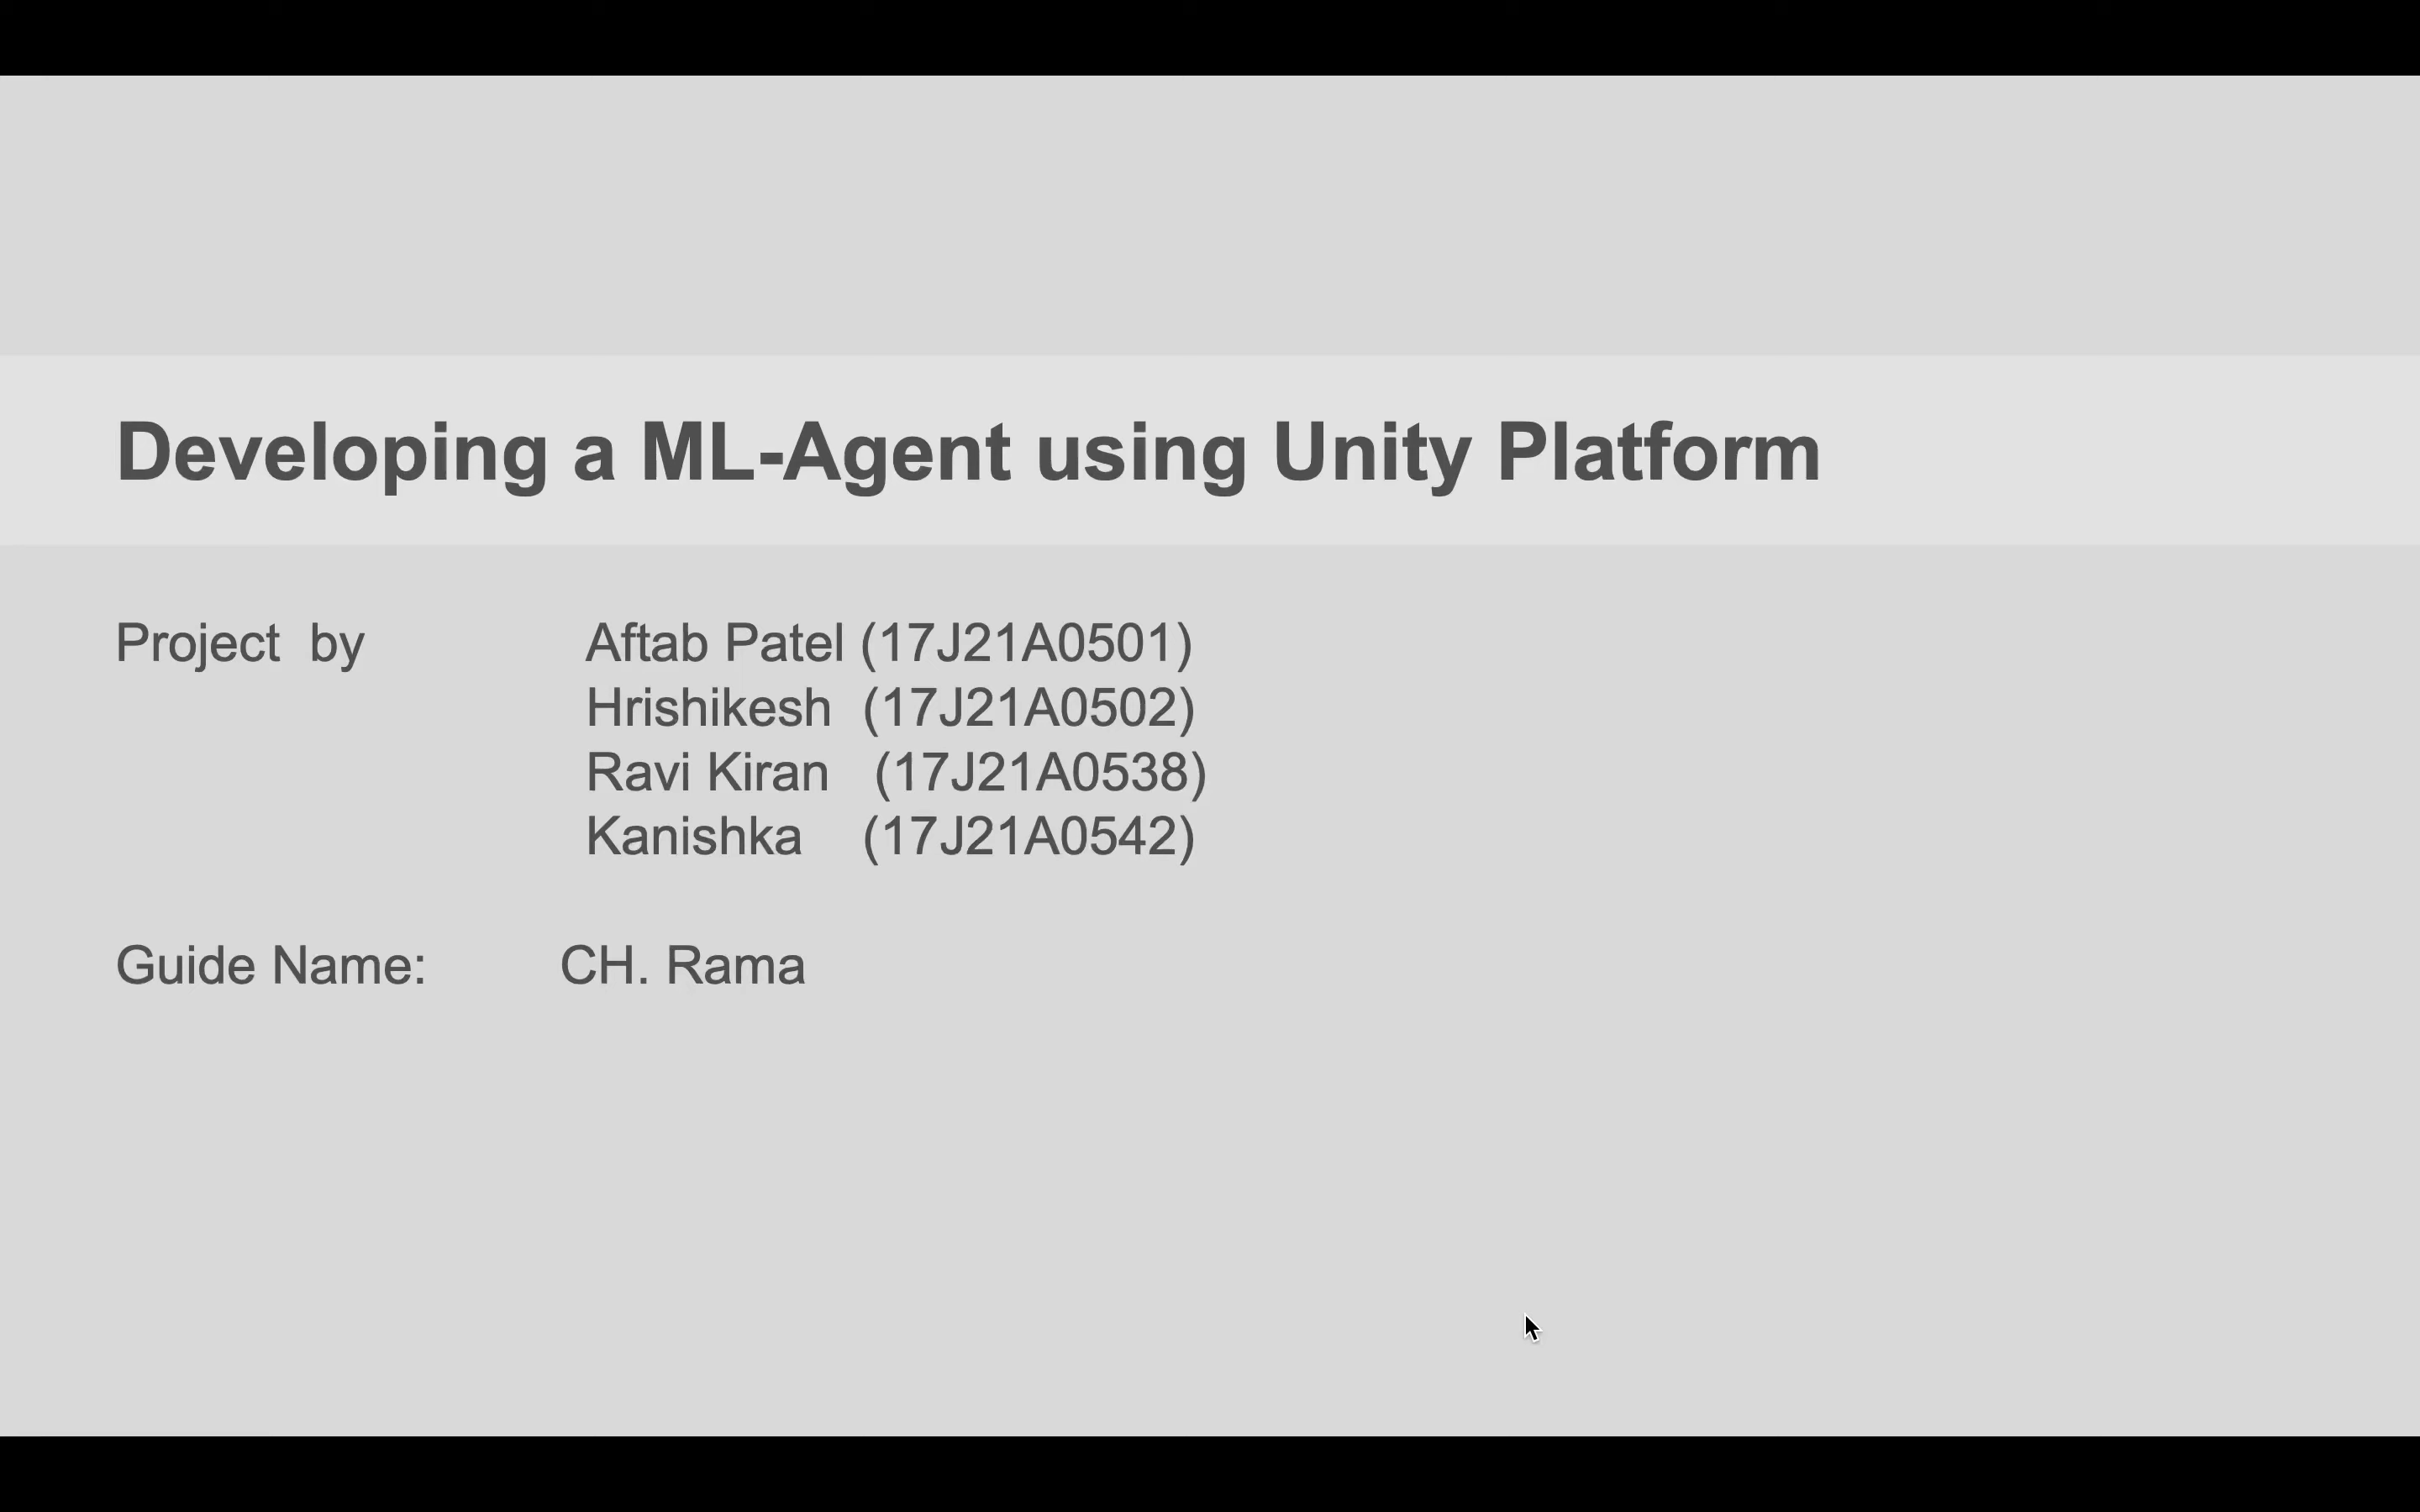 Developing a ML-Agent using Unity Platform
Project by Aftab Patel (17J21A0501)
Hrishikesh (17J21A0502)
Ravi Kiran (17J21A0538)
Kanishka (17J21A0542)
Guide Name: CH. Rama